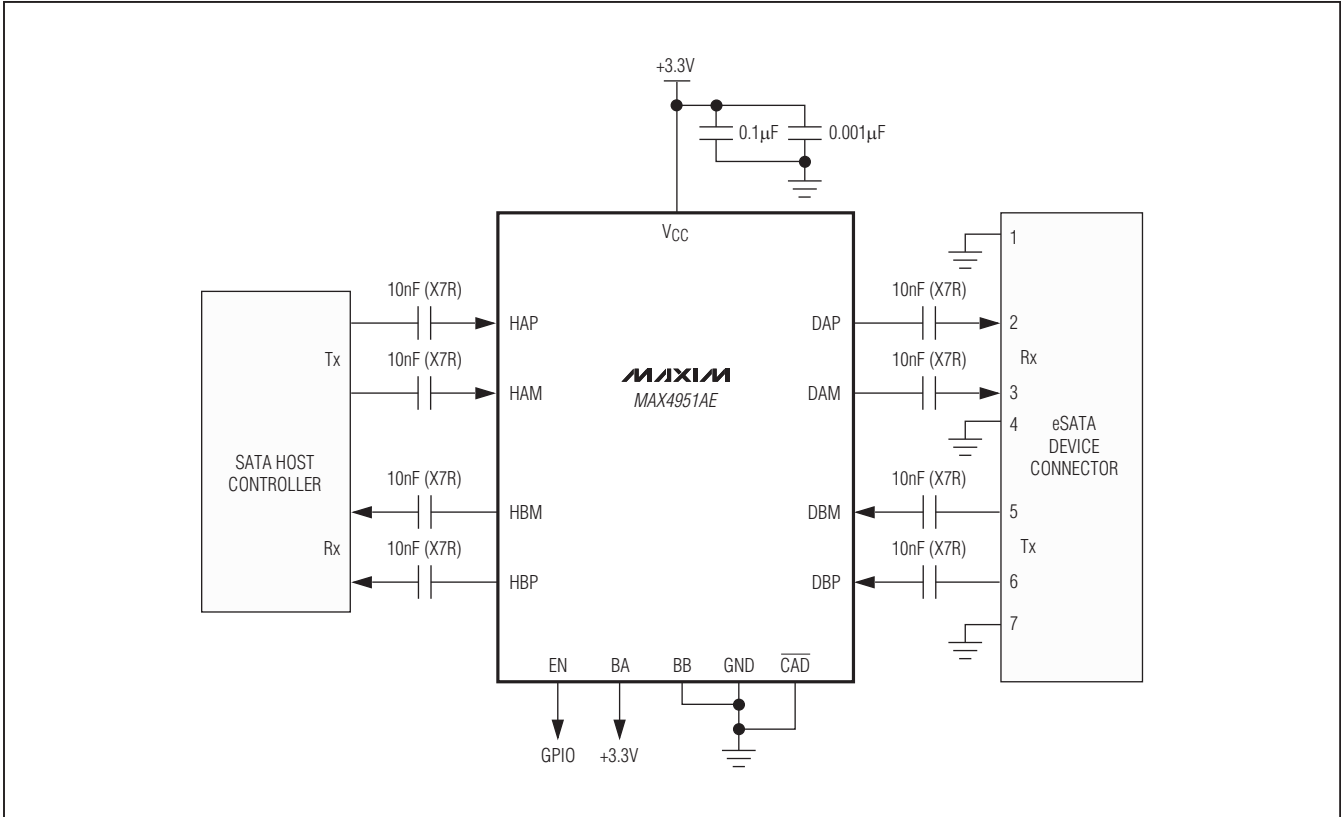 +3.3V
0.1μF
0.001μF
VCC
1
10nF (X7R)
10nF (X7R)
HAP
DAP
2
Tx
10nF (X7R)
MAXIM
10nF (X7R)
Rx
HAM
MAX4951AE
DAM
3
4
eSATA
DEVICE
CONNECTOR
SATA HOST
CONTROLLER
10nF (X7R)
10nF (X7R)
HBM
DBM
5
Rx
10nF (X7R)
10nF (X7R)
Tx
HBP
DBP
6
7
EN
BA
BB
GND
CAD
GPIO
+3.3V